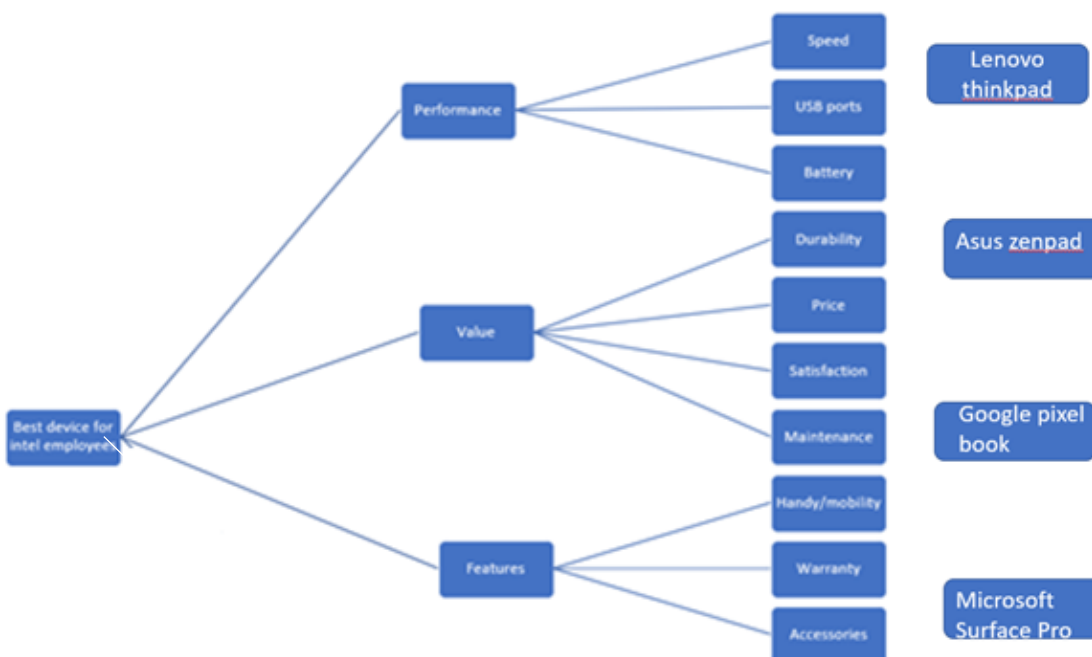 Speed
Lenovo
thinkpad
Performance
USB ports
Battery
Durability
Asus zenpad
Price
Value
Satisfaction
Best device for
intel employees
Maintenance
Google pixel
book
Handy/mobility
Features
Warranty
Accessories
Microsoft
Surface Pro